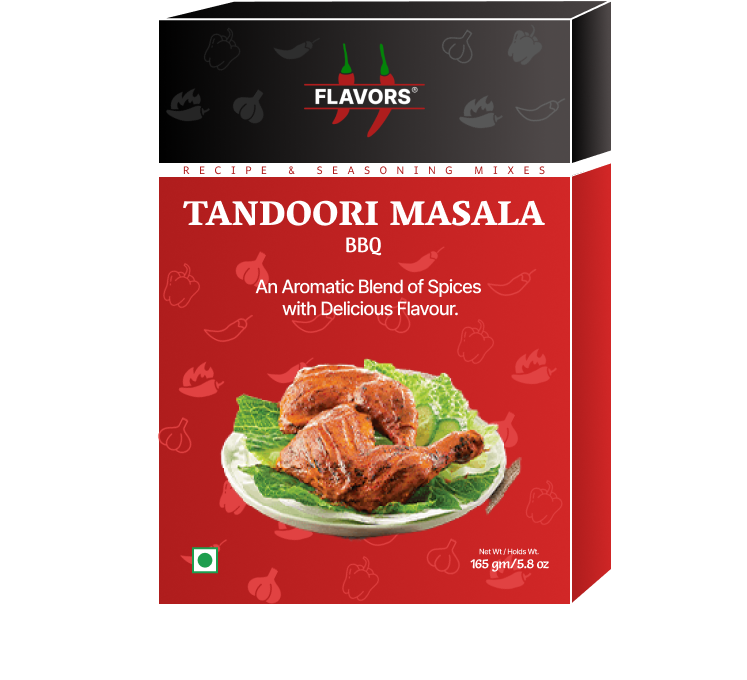 FLAVORS®
RECIPE & SEASONING MIXES
TANDOORI MASALA
BBQ
An Aromatic Blend of Spices
with Delicious Flavour.
Net Wt / Holds Wt.
165 gm/5.8 oz